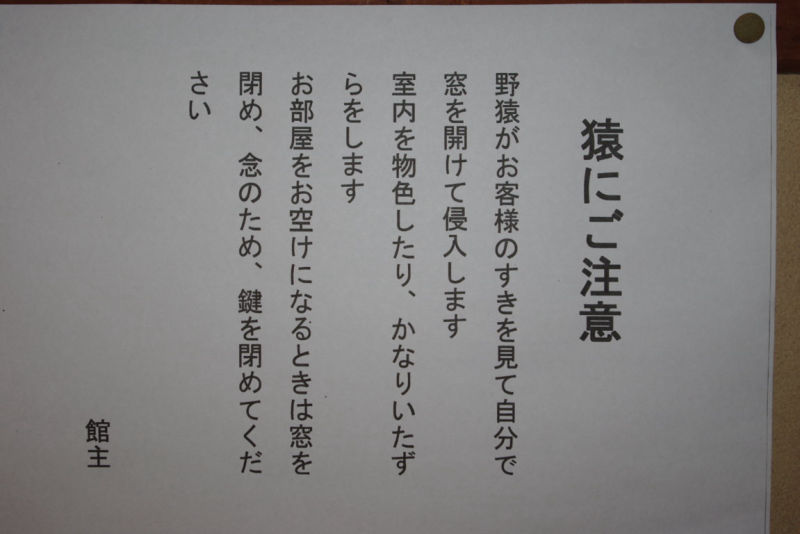 猿にご注意
野猿がお客様のすきを見て自分で
窓を開けて侵入します
室内を物色したり、かなりいたず
らをします
お部屋をお空けになるときは窓を
閉め、念のため、鍵を閉めてくだ
さい
館主